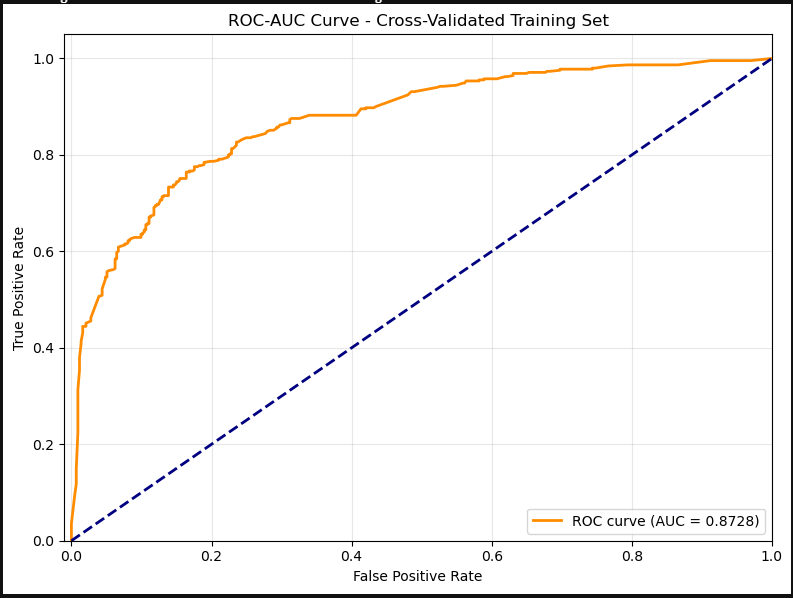 ROC-AUC Curve - Cross-Validated Training Set
1.0
0.8
0.6
0.4
0.2
0.0
True Positive Rate
0.0 0.2 0.4 0.6 0.8 1.0
False Positive Rate
ROC curve (AUC = 0.8728)